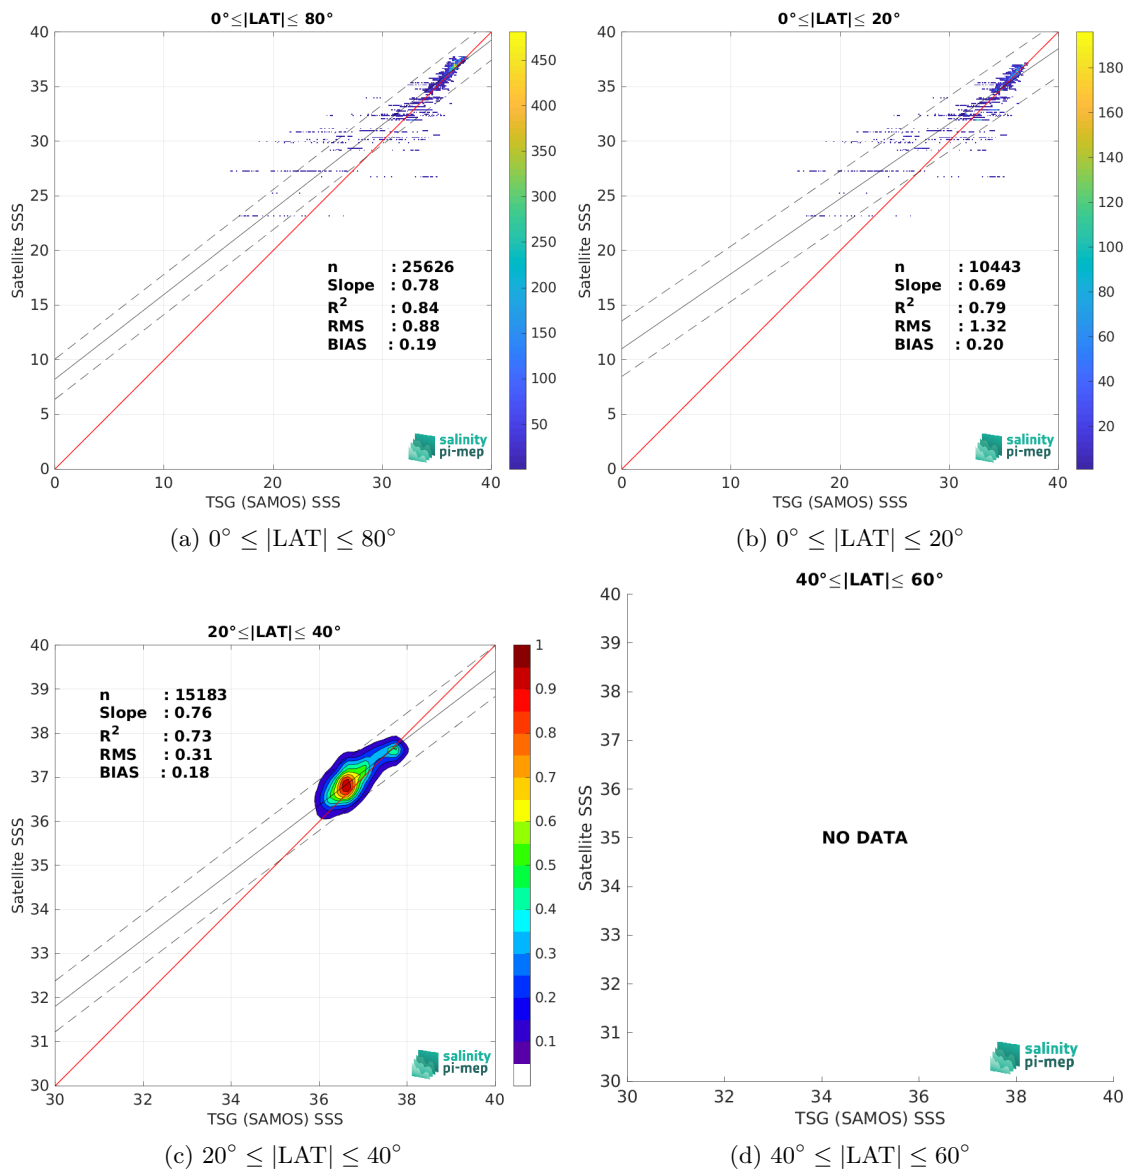 0°≤|LAT|≤ 80°
40
35
30
25
20
15
10
5
0
Satellite SSS
n : 25626
Slope : 0.78
R² : 0.84
RMS : 0.88
BIAS : 0.19
salinity
pi-mep
0 10 20 30 40
TSG (SAMOS) SSS
450
400
350
300
250
200
150
100
50
(a) 0° ≤ |LAT| ≤ 80°
0°≤|LAT|≤ 20°
40
35
30
25
20
15
10
5
0
Satellite SSS
n : 10443
Slope : 0.69
R² : 0.79
RMS : 1.32
BIAS : 0.20
salinity
pi-mep
0 10 20 30 40
TSG (SAMOS) SSS
180
160
140
120
100
80
60
40
20
(b) 0° ≤ |LAT| ≤ 20°
20°≤|LAT|≤ 40°
40
39
38
37
36
35
34
33
32
31
30
Satellite SSS
n : 15183
Slope : 0.76
R² : 0.73
RMS : 0.31
BIAS : 0.18
salinity
pi-mep
30 32 34 36 38 40
TSG (SAMOS) SSS
1
0.9
0.8
0.7
0.6
0.5
0.4
0.3
0.2
0.1
(c) 20° ≤ |LAT| ≤ 40°
40°≤|LAT|≤ 60°
40
39
38
37
36
35
34
33
32
31
30
Satellite SSS
NO DATA
salinity
pi-mep
30 32 34 36 38 40
TSG (SAMOS) SSS
(d) 40° ≤ |LAT| ≤ 60°